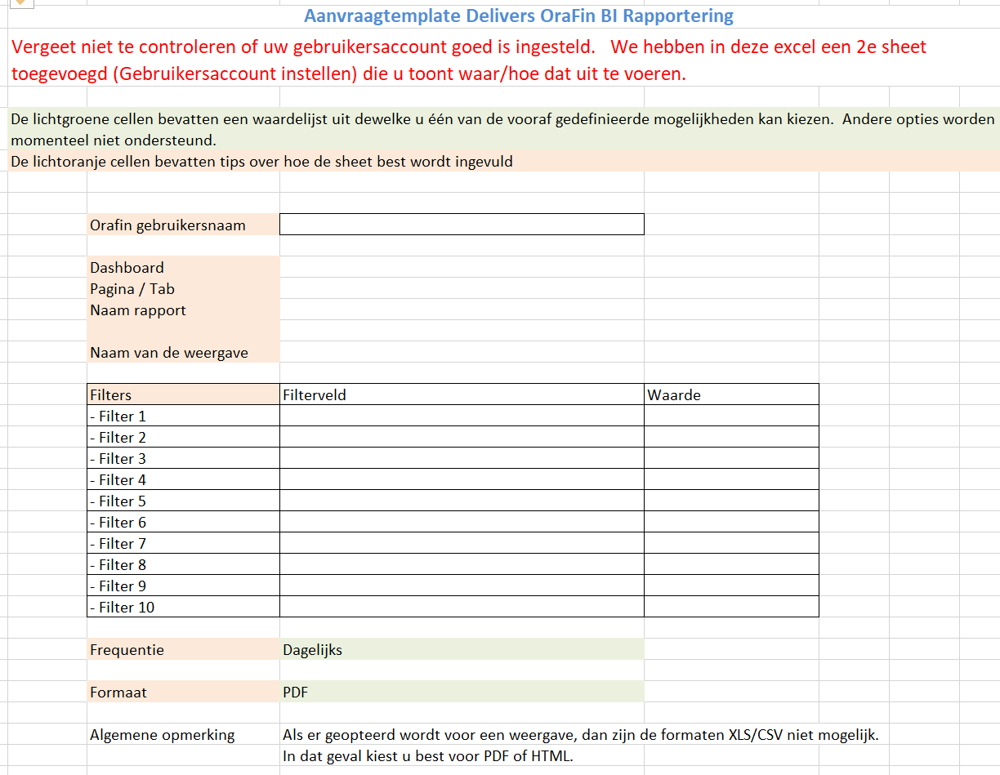 Aanvraagtemplate Delivers OraFin BI Rapportering
Vergeet niet te controleren of uw gebruikersaccount goed is ingesteld.   We hebben in deze excel een 2e sheet
toegevoegd (Gebruikersaccount instellen) die u toont waar/hoe dat uit te voeren.
De lichtgroene cellen bevatten een waardelijst uit dewelke u één van de vooraf gedefinieerde mogelijkheden kan kiezen.  Andere opties worden
momenteel niet ondersteund.
De lichtoranje cellen bevatten tips over hoe de sheet best wordt ingevuld
Orafin gebruikersnaam
Dashboard
Pagina / Tab
Naam rapport
Naam van de weergave
Filters Filterveld Waarde
- Filter 1
- Filter 2
- Filter 3
- Filter 4
- Filter 5
- Filter 6
- Filter 7
- Filter 8
- Filter 9
- Filter 10
Frequentie Dagelijks
Formaat PDF
Algemene opmerking Als er geopteerd wordt voor een weergave, dan zijn de formaten XLS/CSV niet mogelijk.
In dat geval kiest u best voor PDF of HTML.